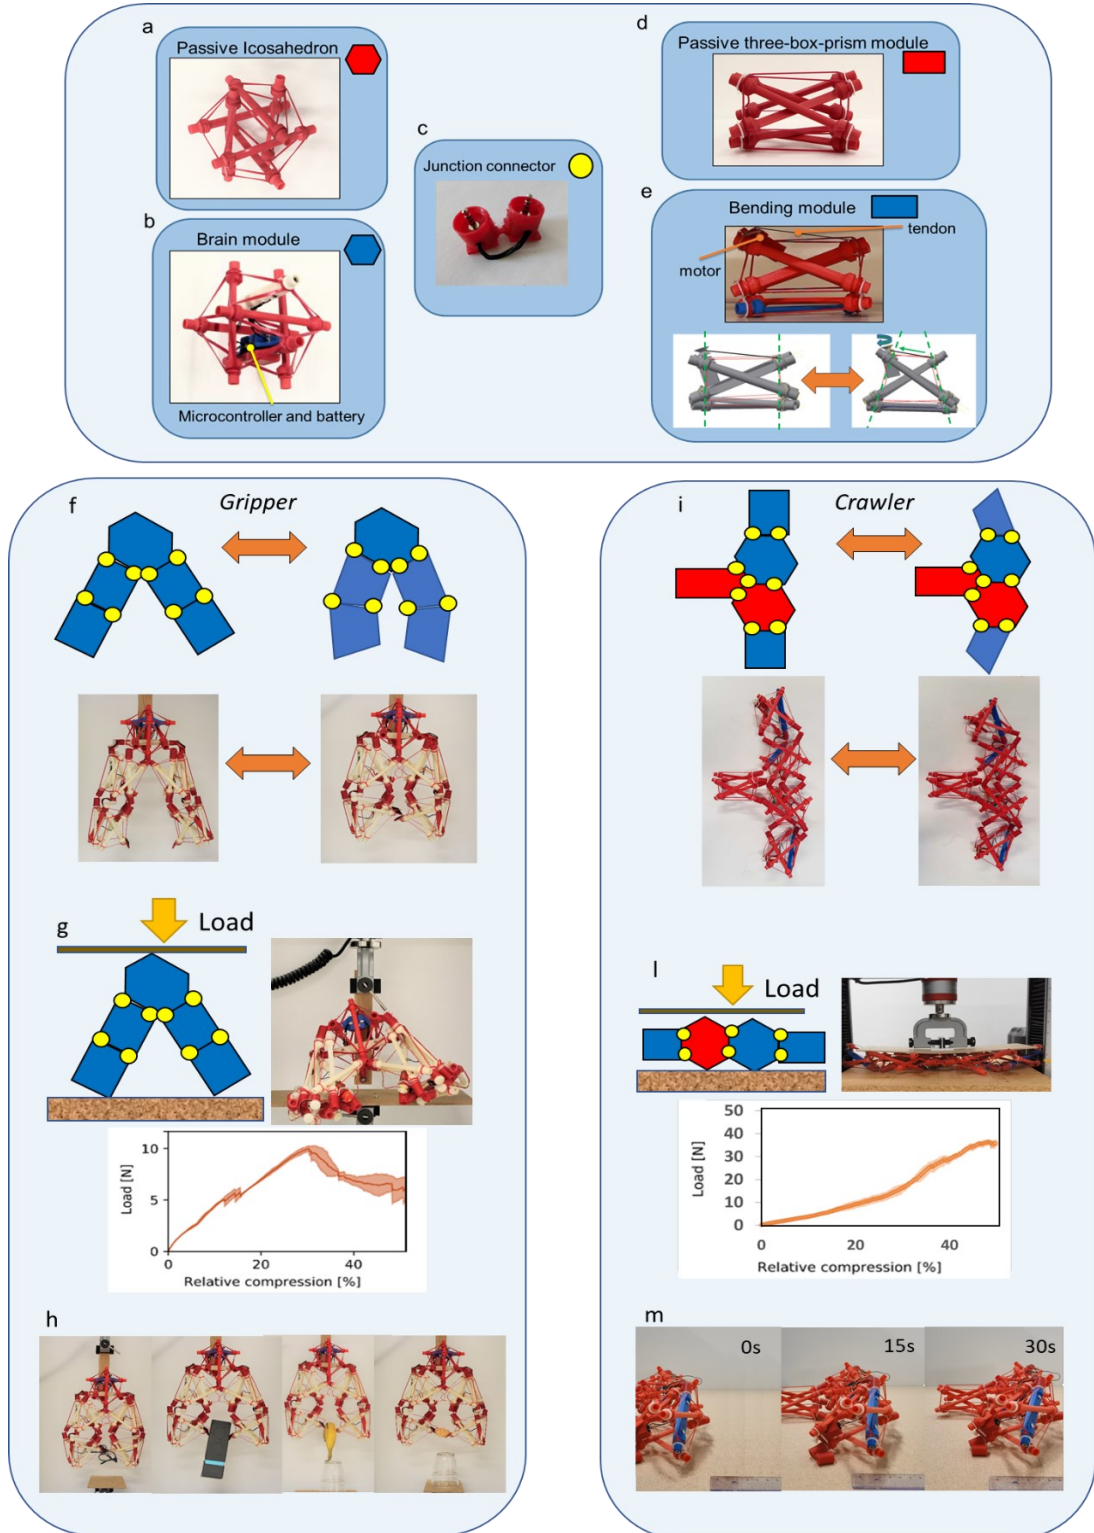 a
Passive Icosahedron
b
Brain module
Microcontroller and battery
c
Junction connector
d
Passive three-box-prism module
e
Bending module
tendon
motor
f
Gripper
g
Load
10
5
0
Load [N]
0
20
40
Relative compression [%]
h
i
Crawler
l
Load
50
40
30
20
10
0
Load [N]
0
20
40
Relative compression [%]
m
0s
15s
30s